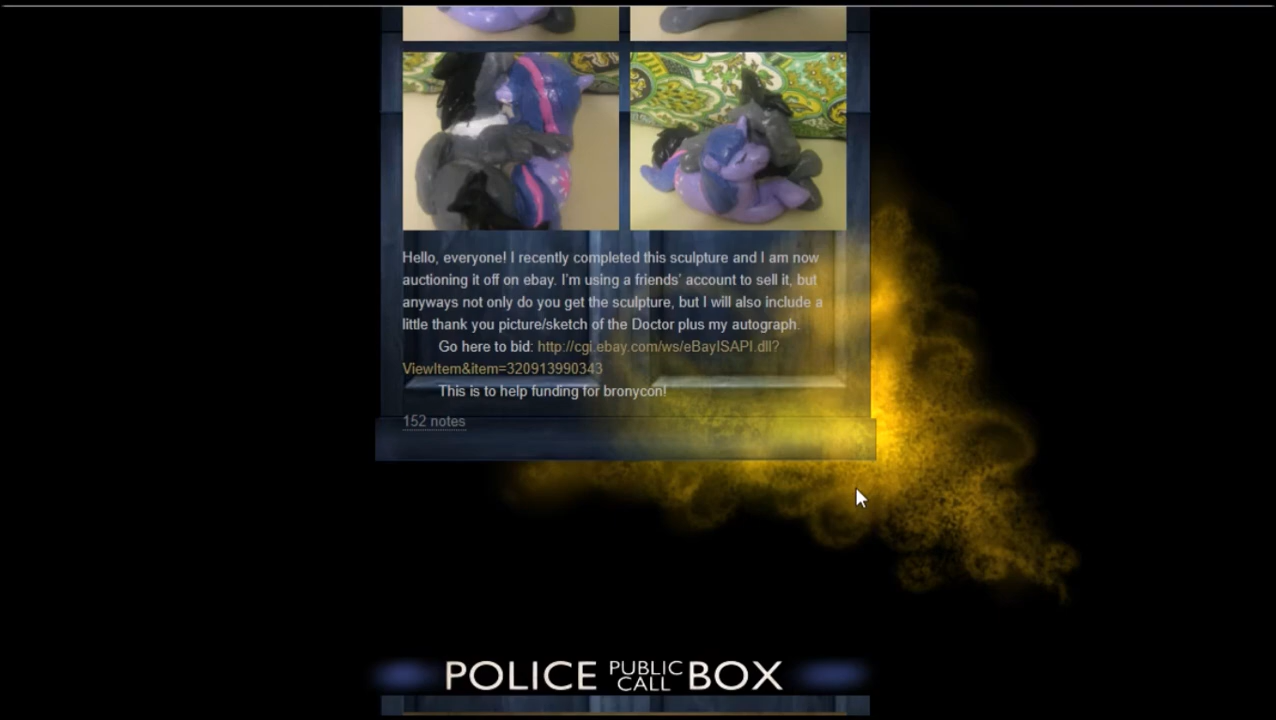 Hello, everyone! I recently completed this sculpture and I am now
auctioning it off on ebay. I'm using a friends' account to sell it, but
anyways not only do you get the sculpture, but I will also include a
little thank you picture/sketch of the Doctor plus my autograph.
Go here to bid: http://cgi.ebay.com/ws/eBayISAPI.dll?
ViewItem&item=320913990343
This is to help funding for bronycon!
152 notes
POLICE PUBLIC CALL BOX